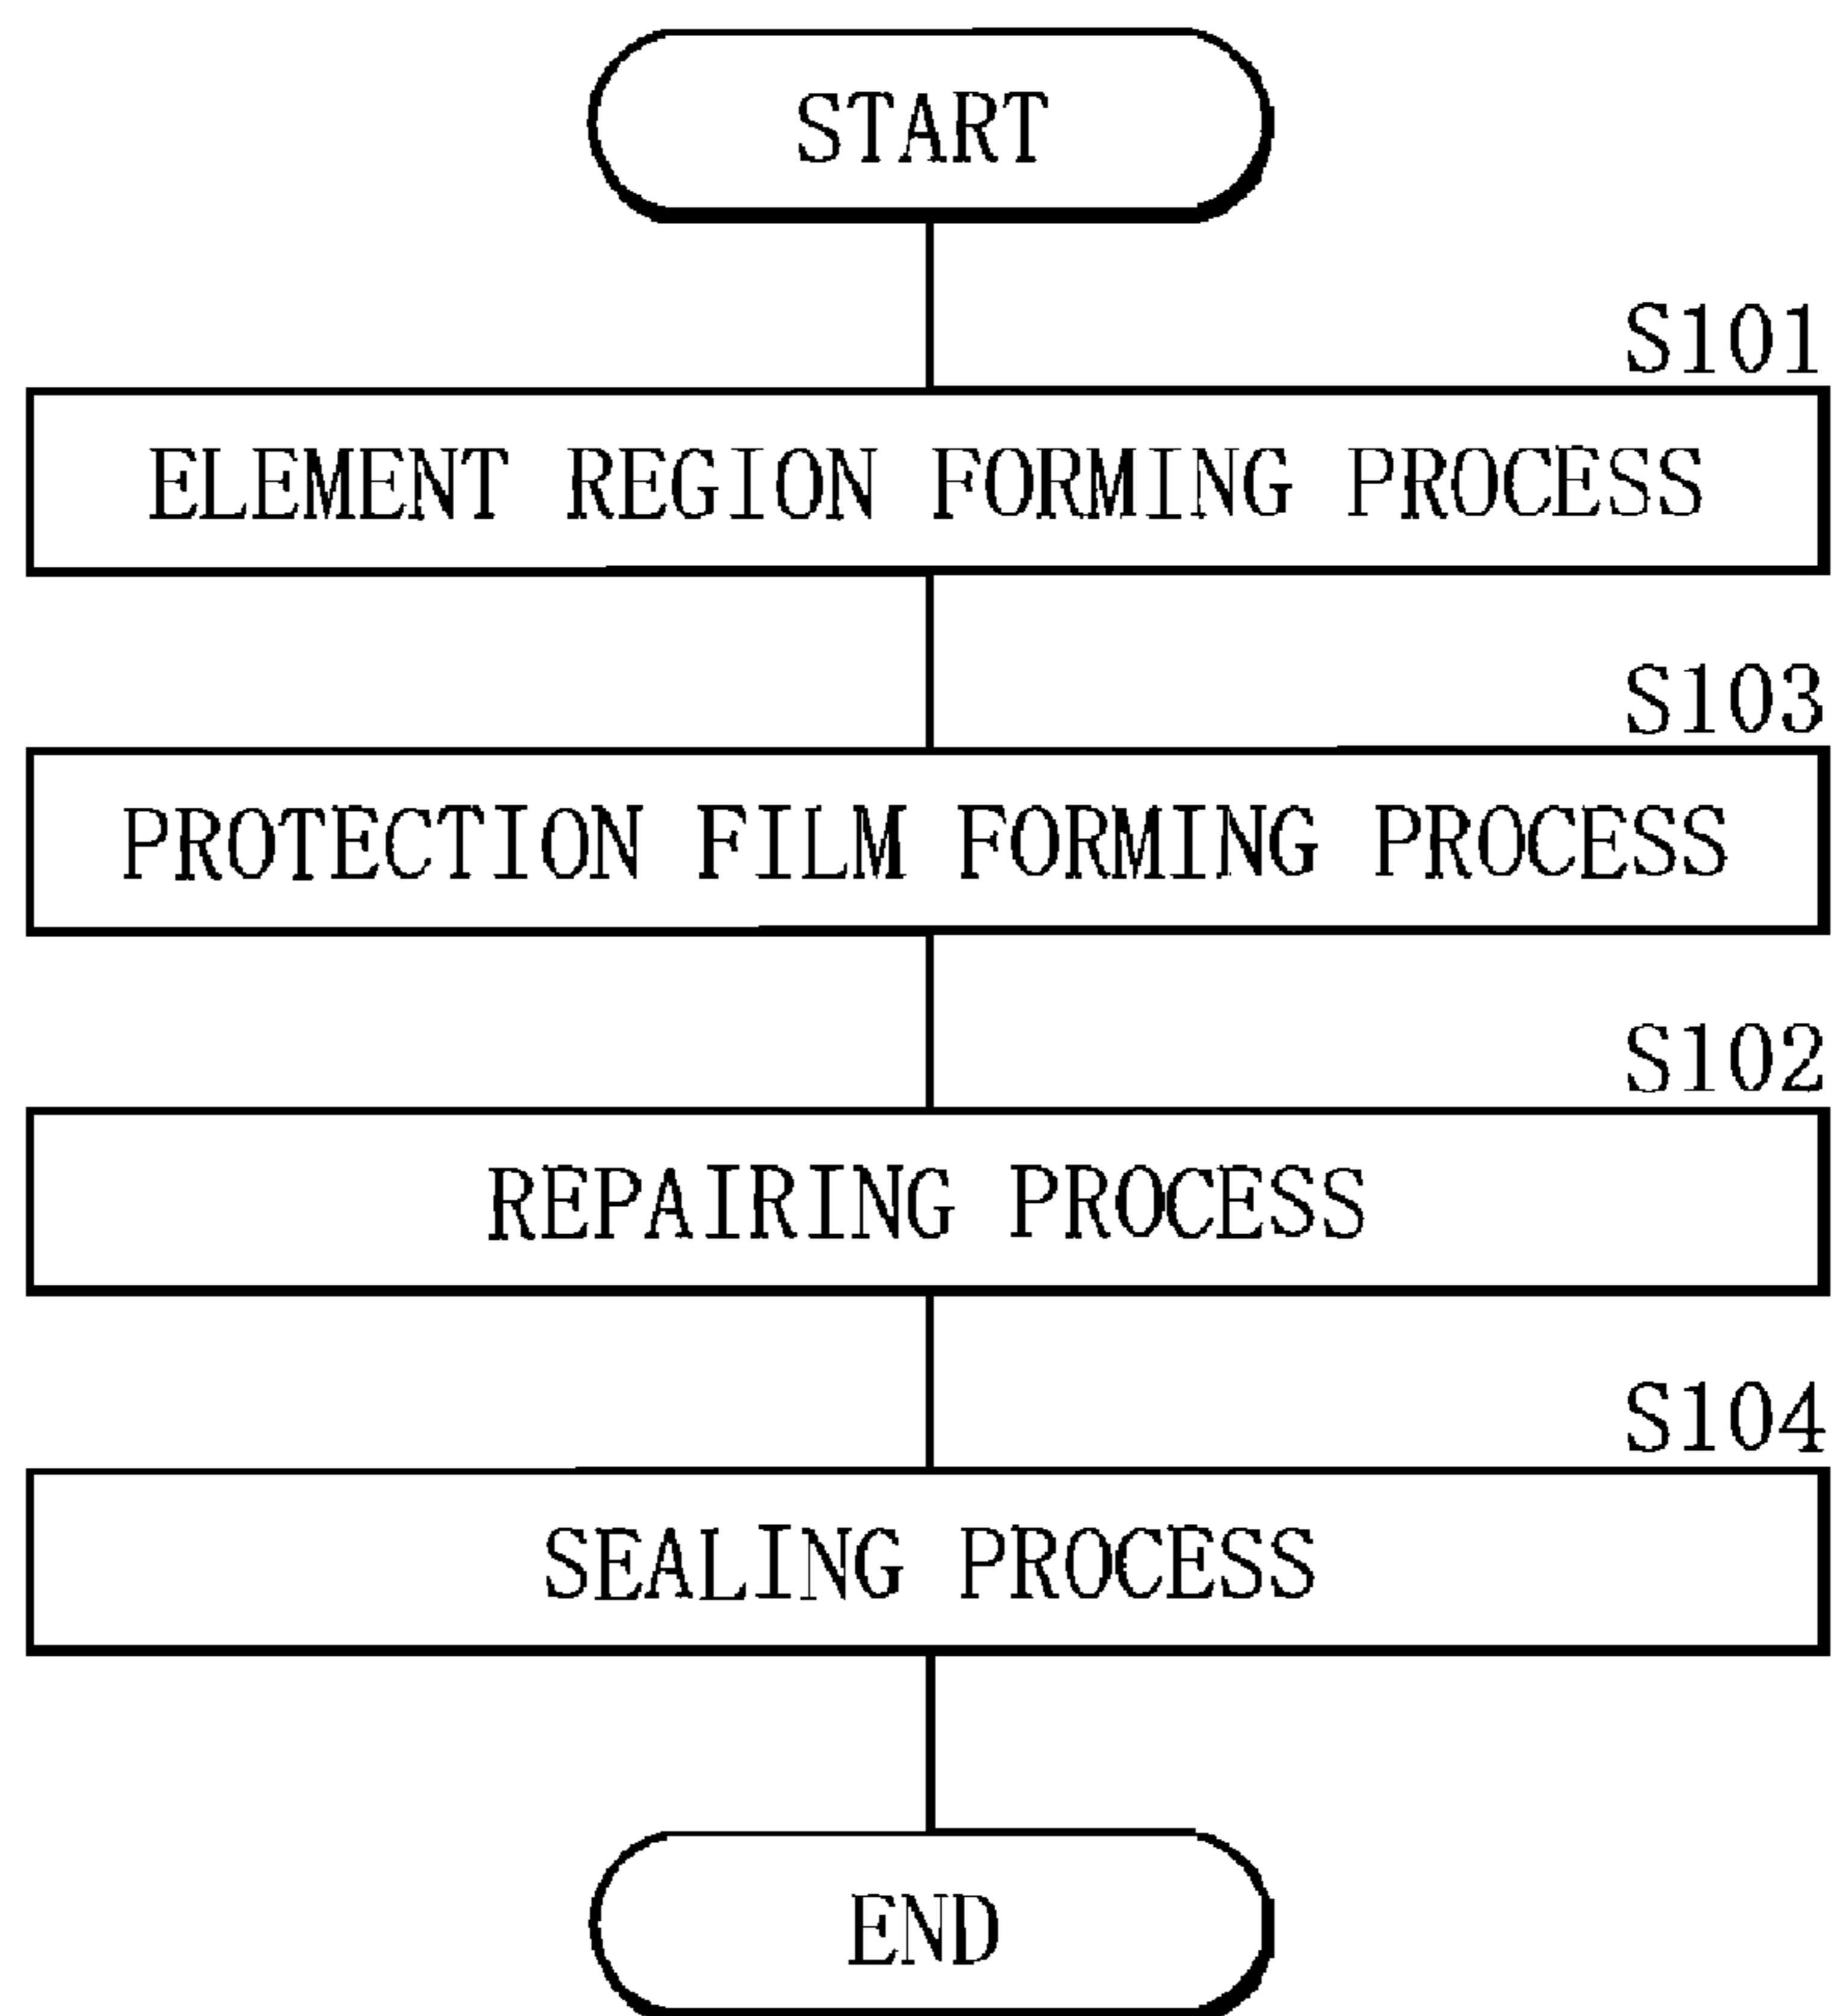 START
S101
ELEMENT REGION FORMING PROCESS
S103
PROTECTION FILM FORMING PROCESS
S102
REPAIRING PROCESS
S104
SEALING PROCESS
END